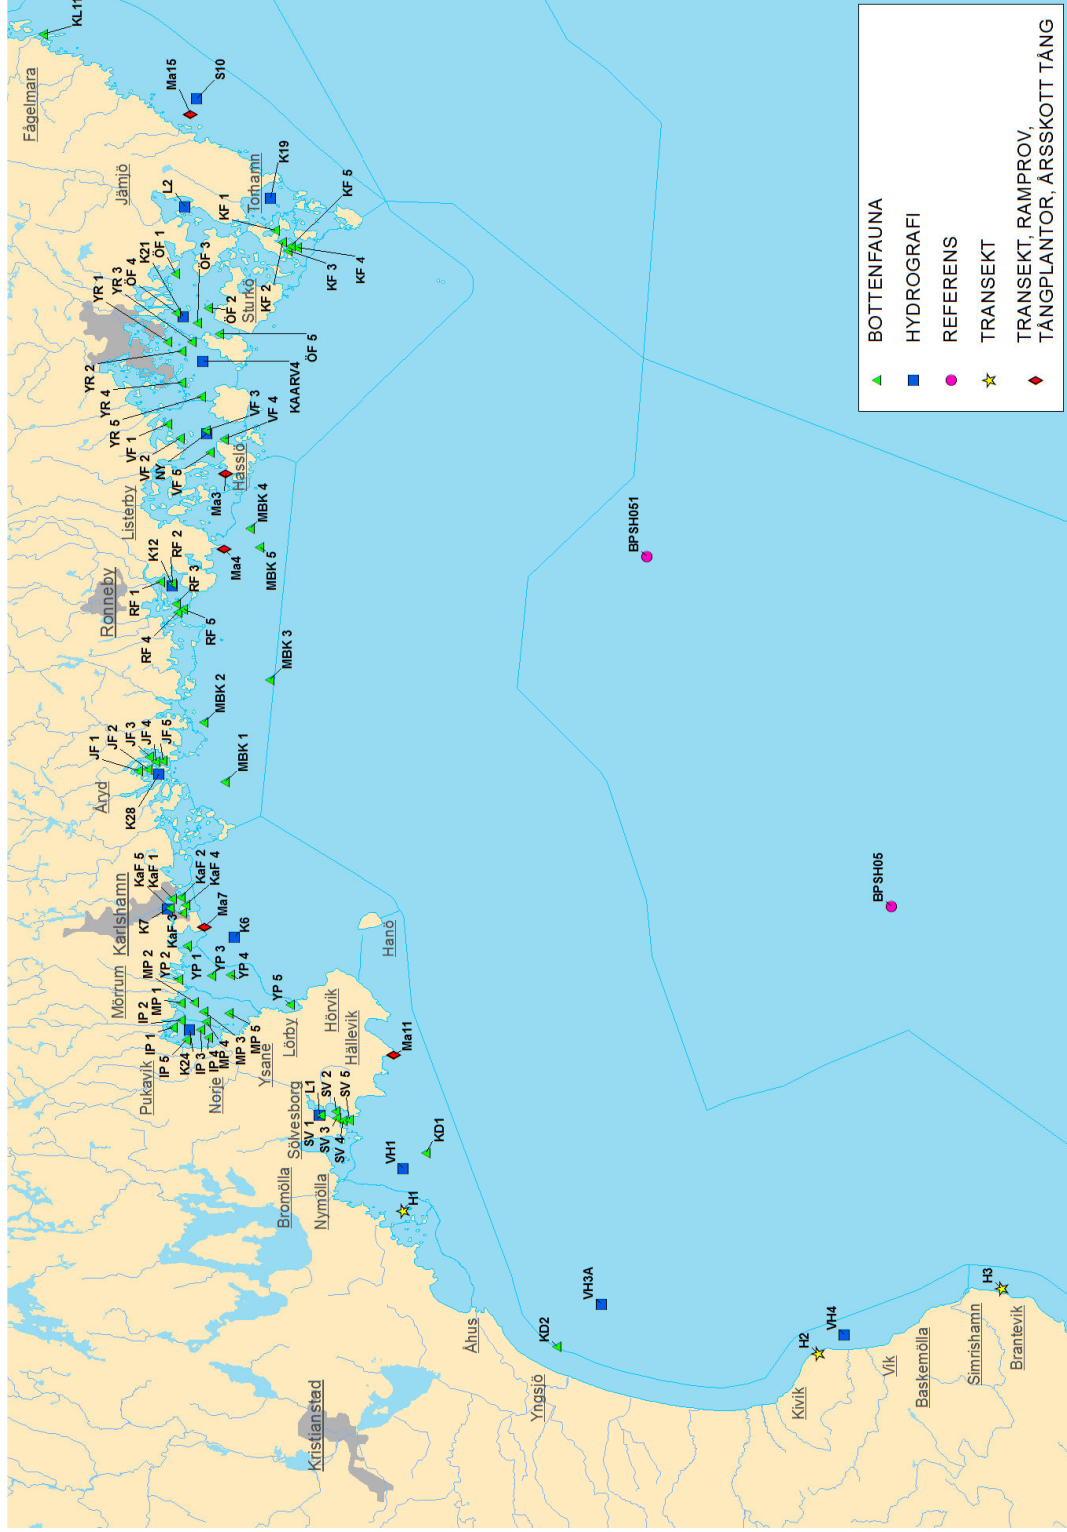 KL11
Fågelmara
Ma15
S10
Jämjö
L2
Torhamn
K19
KF 1
KF 5
KF 2
KF 3
KF 4
ÖF 1
K21
ÖF 4
YR 3
YR 1
ÖF 3
ÖF 2
Sturkö
ÖF 5
YR 2
YR 4
YR 5
KAARV4
VF 1
VF 2
NY
VF 5
VF 3
VF 4
Hasslö
Ma3
Listerby
MBK 4
MBK 5
Ma4
K12
RF 2
RF 1
RF 3
Ronneby
RF 4
RF 5
MBK 3
MBK 2
MBK 1
JF 1
JF 2
JF 3
JF 4
JF 5
Åryd
K28
KaF 5
KaF 1
KaF 2
KaF 4
Karlshamn
K7
KaF 3
Ma7
K6
Mörrum
MP 2
YP 2
YP 1
YP 3
YP 4
YP 5
Hanö
IP 2
MP 1
IP 1
IP 5
K24
IP 3
IP 4
MP 4
MP 3
MP 5
Pukavik
Norje
Ysane
Lörby
Hörvik
Hällevik
Ma11
Sölvesborg
L1
SV 1
SV 2
SV 3
SV 5
SV 4
KD1
VH1
H1
Bromölla
Nymölla
BPSH051
BPSH05
VH3A
Åhus
KD2
Yngsjö
Kristianstad
H2
VH4
Kivik
Vik
Baskemölla
Simrishamn
H3
Brantevik
BOTTENFAUNA
HYDROGRAFI
REFERENS
TRANSEKT
TRANSEKT, RAMPROV,
TÅNGPLANTOR, ÅRSSKOTT TÅNG